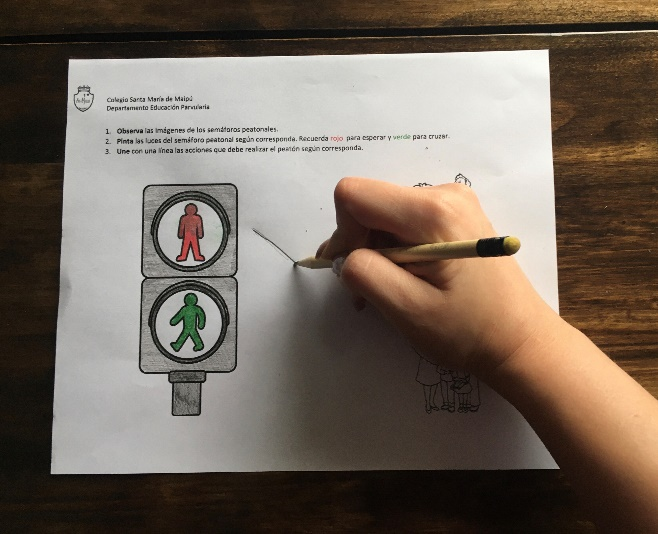 Colegio Santa María de Maipú
Departamento Educación Parvularia
1. Observa las imágenes de los semáforos peatonales.
2. Pinta las luces del semáforo peatonal según corresponda. Recuerda rojo para esperar y verde para cruzar.
3. Une con una línea las acciones que debe realizar el peatón según corresponda.